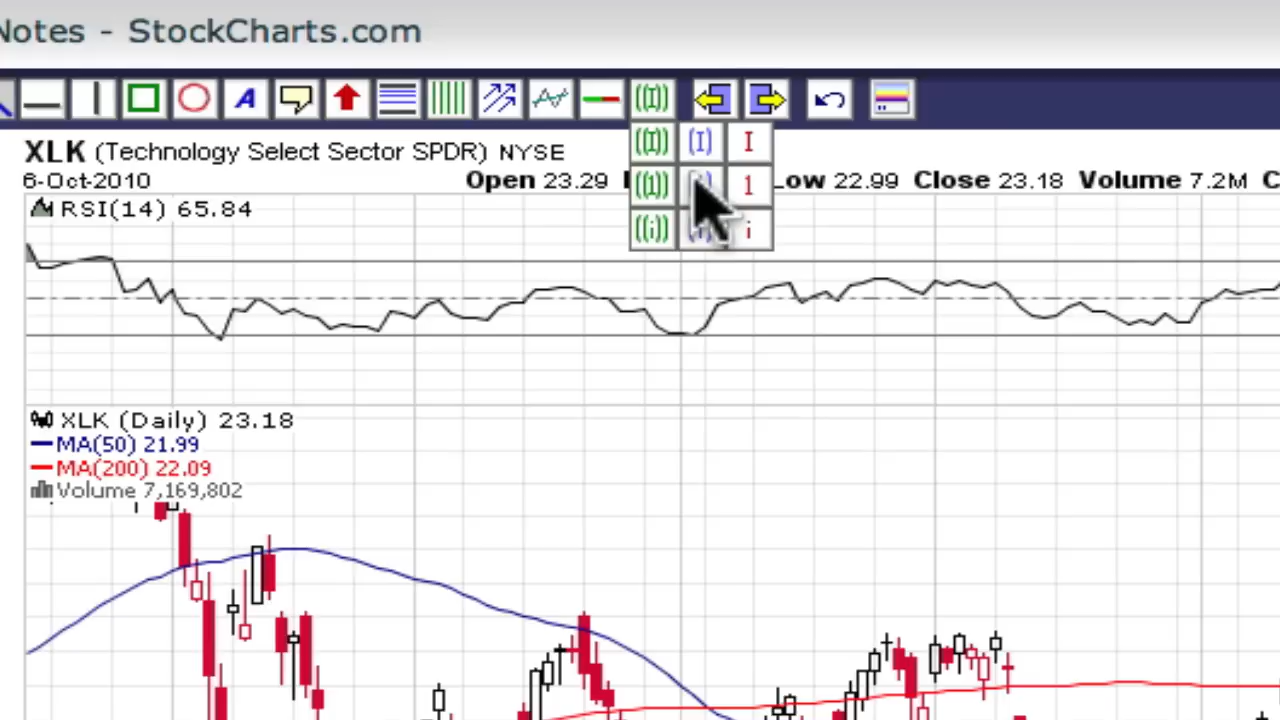 Notes - StockCharts.com
A ((I))
((I)) (I) I
XLK (Technology Select Sector SPDR) NYSE
6-Oct-2010 Open 23.29 Low 22.99 Close 23.18 Volume 7.2M C
((1)) 1
RSI(14) 65.84
((i)) i
XLK (Daily) 23.18
MA(50) 21.99
MA(200) 22.09
Volume 7,169,802